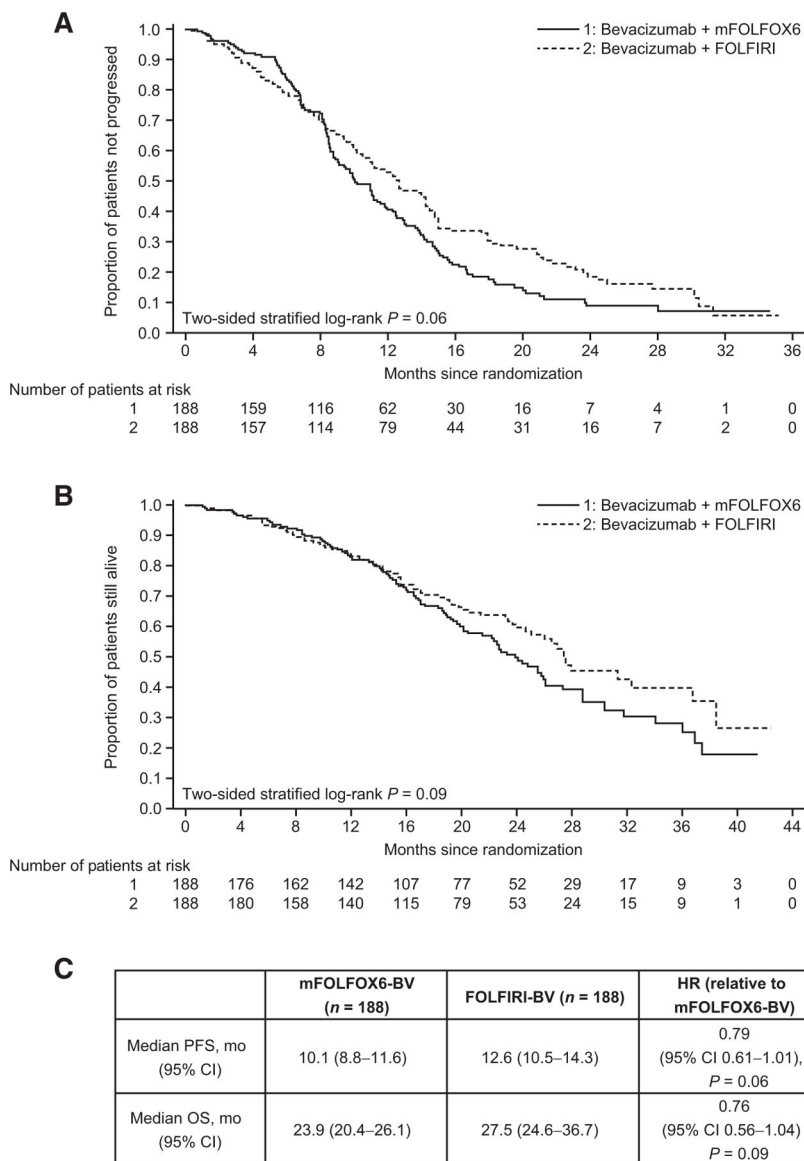 A
1: Bevacizumab + mFOLFOX6
2: Bevacizumab + FOLFIRI
Proportion of patients not progressed
1.0
0.9
0.8
0.7
0.6
0.5
0.4
0.3
0.2
0.1
0.0
Two-sided stratified log-rank P = 0.06
0 4 8 12 16 20 24 28 32 36
Months since randomization
Number of patients at risk
1 188 159 116 62 30 16 7 4 1 0
2 188 157 114 79 44 31 16 7 2 0
B
1: Bevacizumab + mFOLFOX6
2: Bevacizumab + FOLFIRI
Proportion of patients still alive
1.0
0.9
0.8
0.7
0.6
0.5
0.4
0.3
0.2
0.1
0.0
Two-sided stratified log-rank P = 0.09
0 4 8 12 16 20 24 28 32 36 40 44
Months since randomization
Number of patients at risk
1 188 176 162 142 107 77 52 29 17 9 3 0
2 188 180 158 140 115 79 53 24 15 9 1 0
C
mFOLFOX6-BV
(n = 188)
FOLFIRI-BV (n = 188)
HR (relative to
mFOLFOX6-BV)
Median PFS, mo
(95% CI)
10.1 (8.8–11.6)
12.6 (10.5–14.3)
0.79
(95% CI 0.61–1.01),
P = 0.06
Median OS, mo
(95% CI)
23.9 (20.4–26.1)
27.5 (24.6–36.7)
0.76
(95% CI 0.56–1.04)
P = 0.09